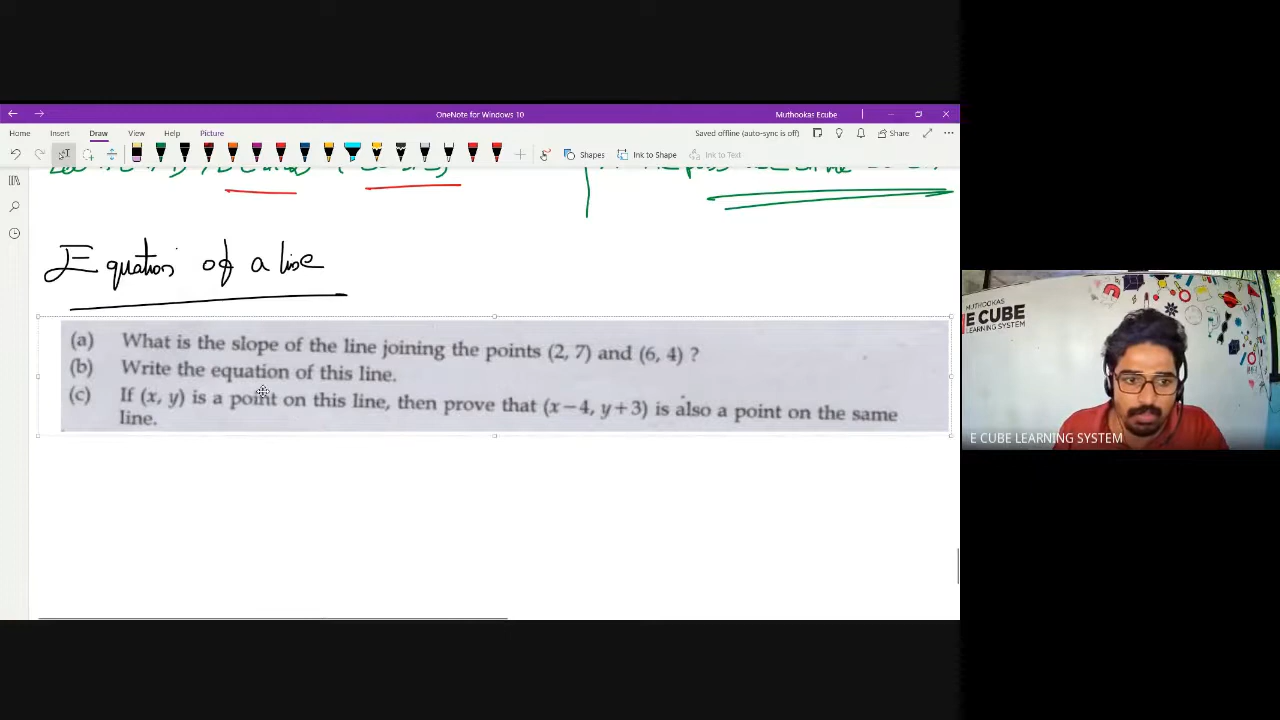 OneNote for Windows 10
Muthookas Ecube
Home Insert Draw View Help Picture
Saved offline (auto-sync is off)
Share
Shapes
Ink to Shape
Ink to Text
Equation of a line
(a) What is the slope of the line joining the points (2, 7) and (6, 4) ?
(b) Write the equation of this line.
(c) If (x, y) is a point on this line, then prove that (x−4, y+3) is also a point on the same
line.
MUTHOOKAS
E CUBE
LEARNING SYSTEM
E CUBE LEARNING SYSTEM